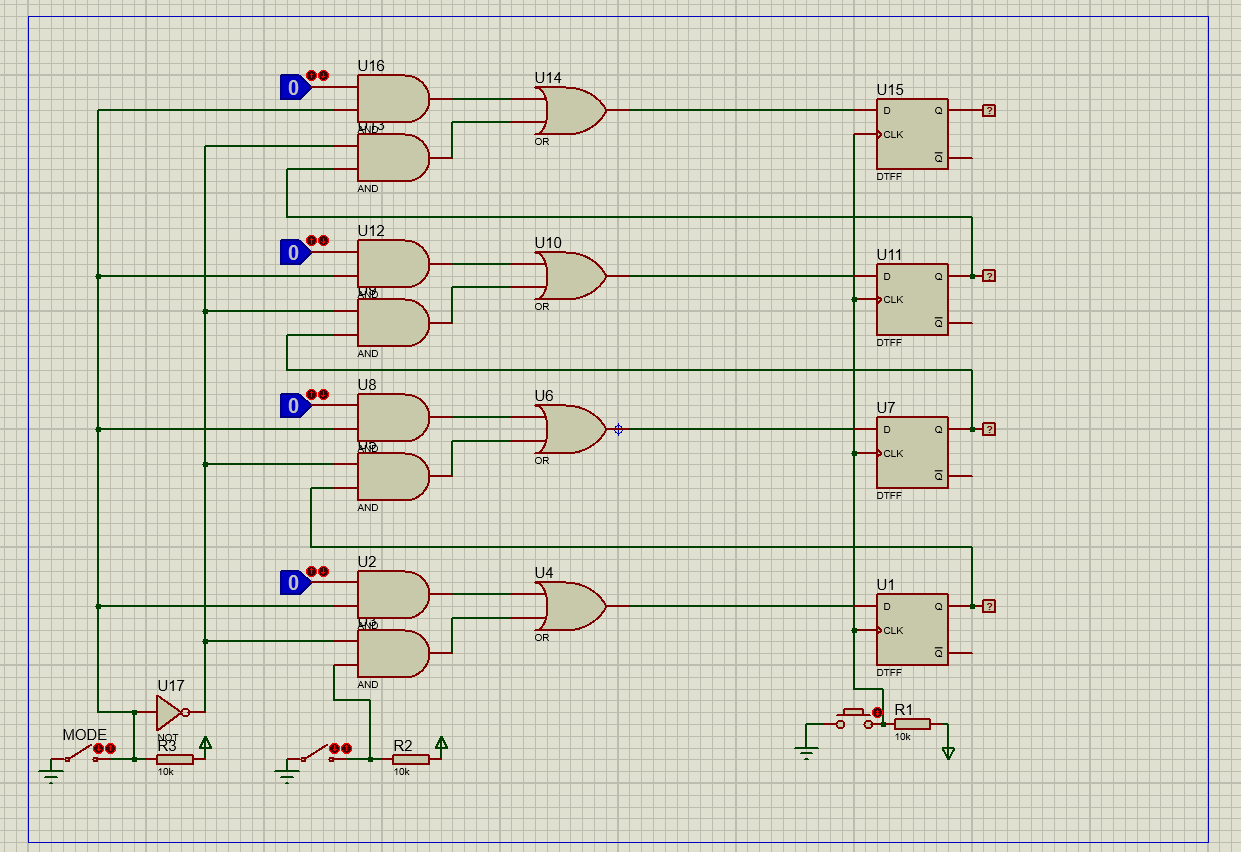 U16
0
AND
U14
OR
U15
D
Q
?
CLK
Q
DTFF
AND
U12
0
AND
U10
OR
U11
D
Q
?
CLK
Q
DTFF
AND
U8
0
AND
U6
OR
U7
D
Q
?
CLK
Q
DTFF
AND
U2
0
AND
U4
OR
U1
D
Q
?
CLK
Q
DTFF
AND
U17
NOT
MODE
R3
10k
R2
10k
R1
10k